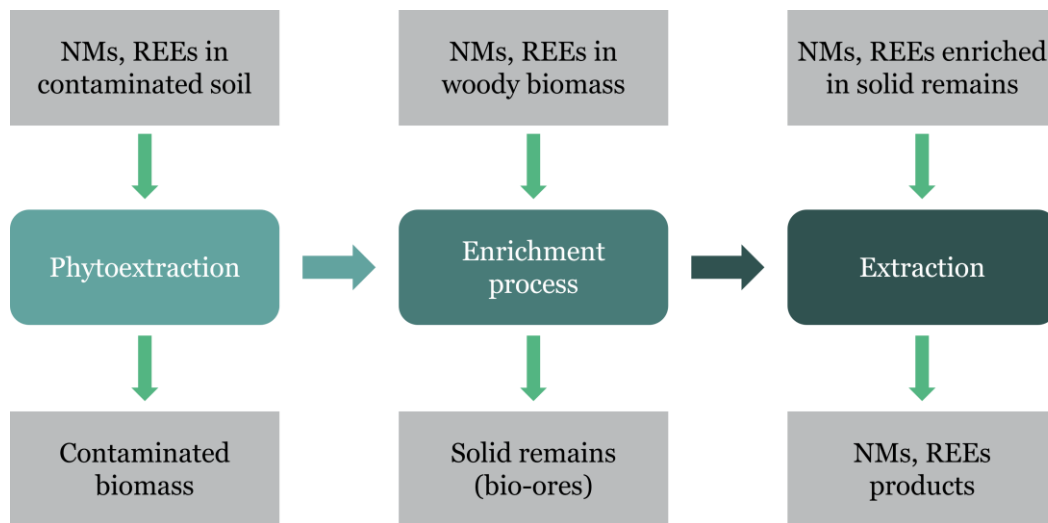 NMs, REEs in
contaminated soil
NMs, REEs in
woody biomass
NMs, REEs enriched
in solid remains
Phytoextraction
Enrichment
process
Extraction
Contaminated
biomass
Solid remains
(bio-ores)
NMs, REEs
products